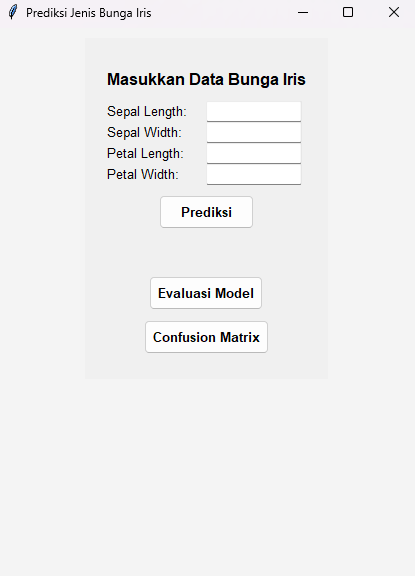 Prediksi Jenis Bunga Iris
Masukkan Data Bunga Iris
Sepal Length:
Sepal Width:
Petal Length:
Petal Width:
Prediksi
Evaluasi Model
Confusion Matrix